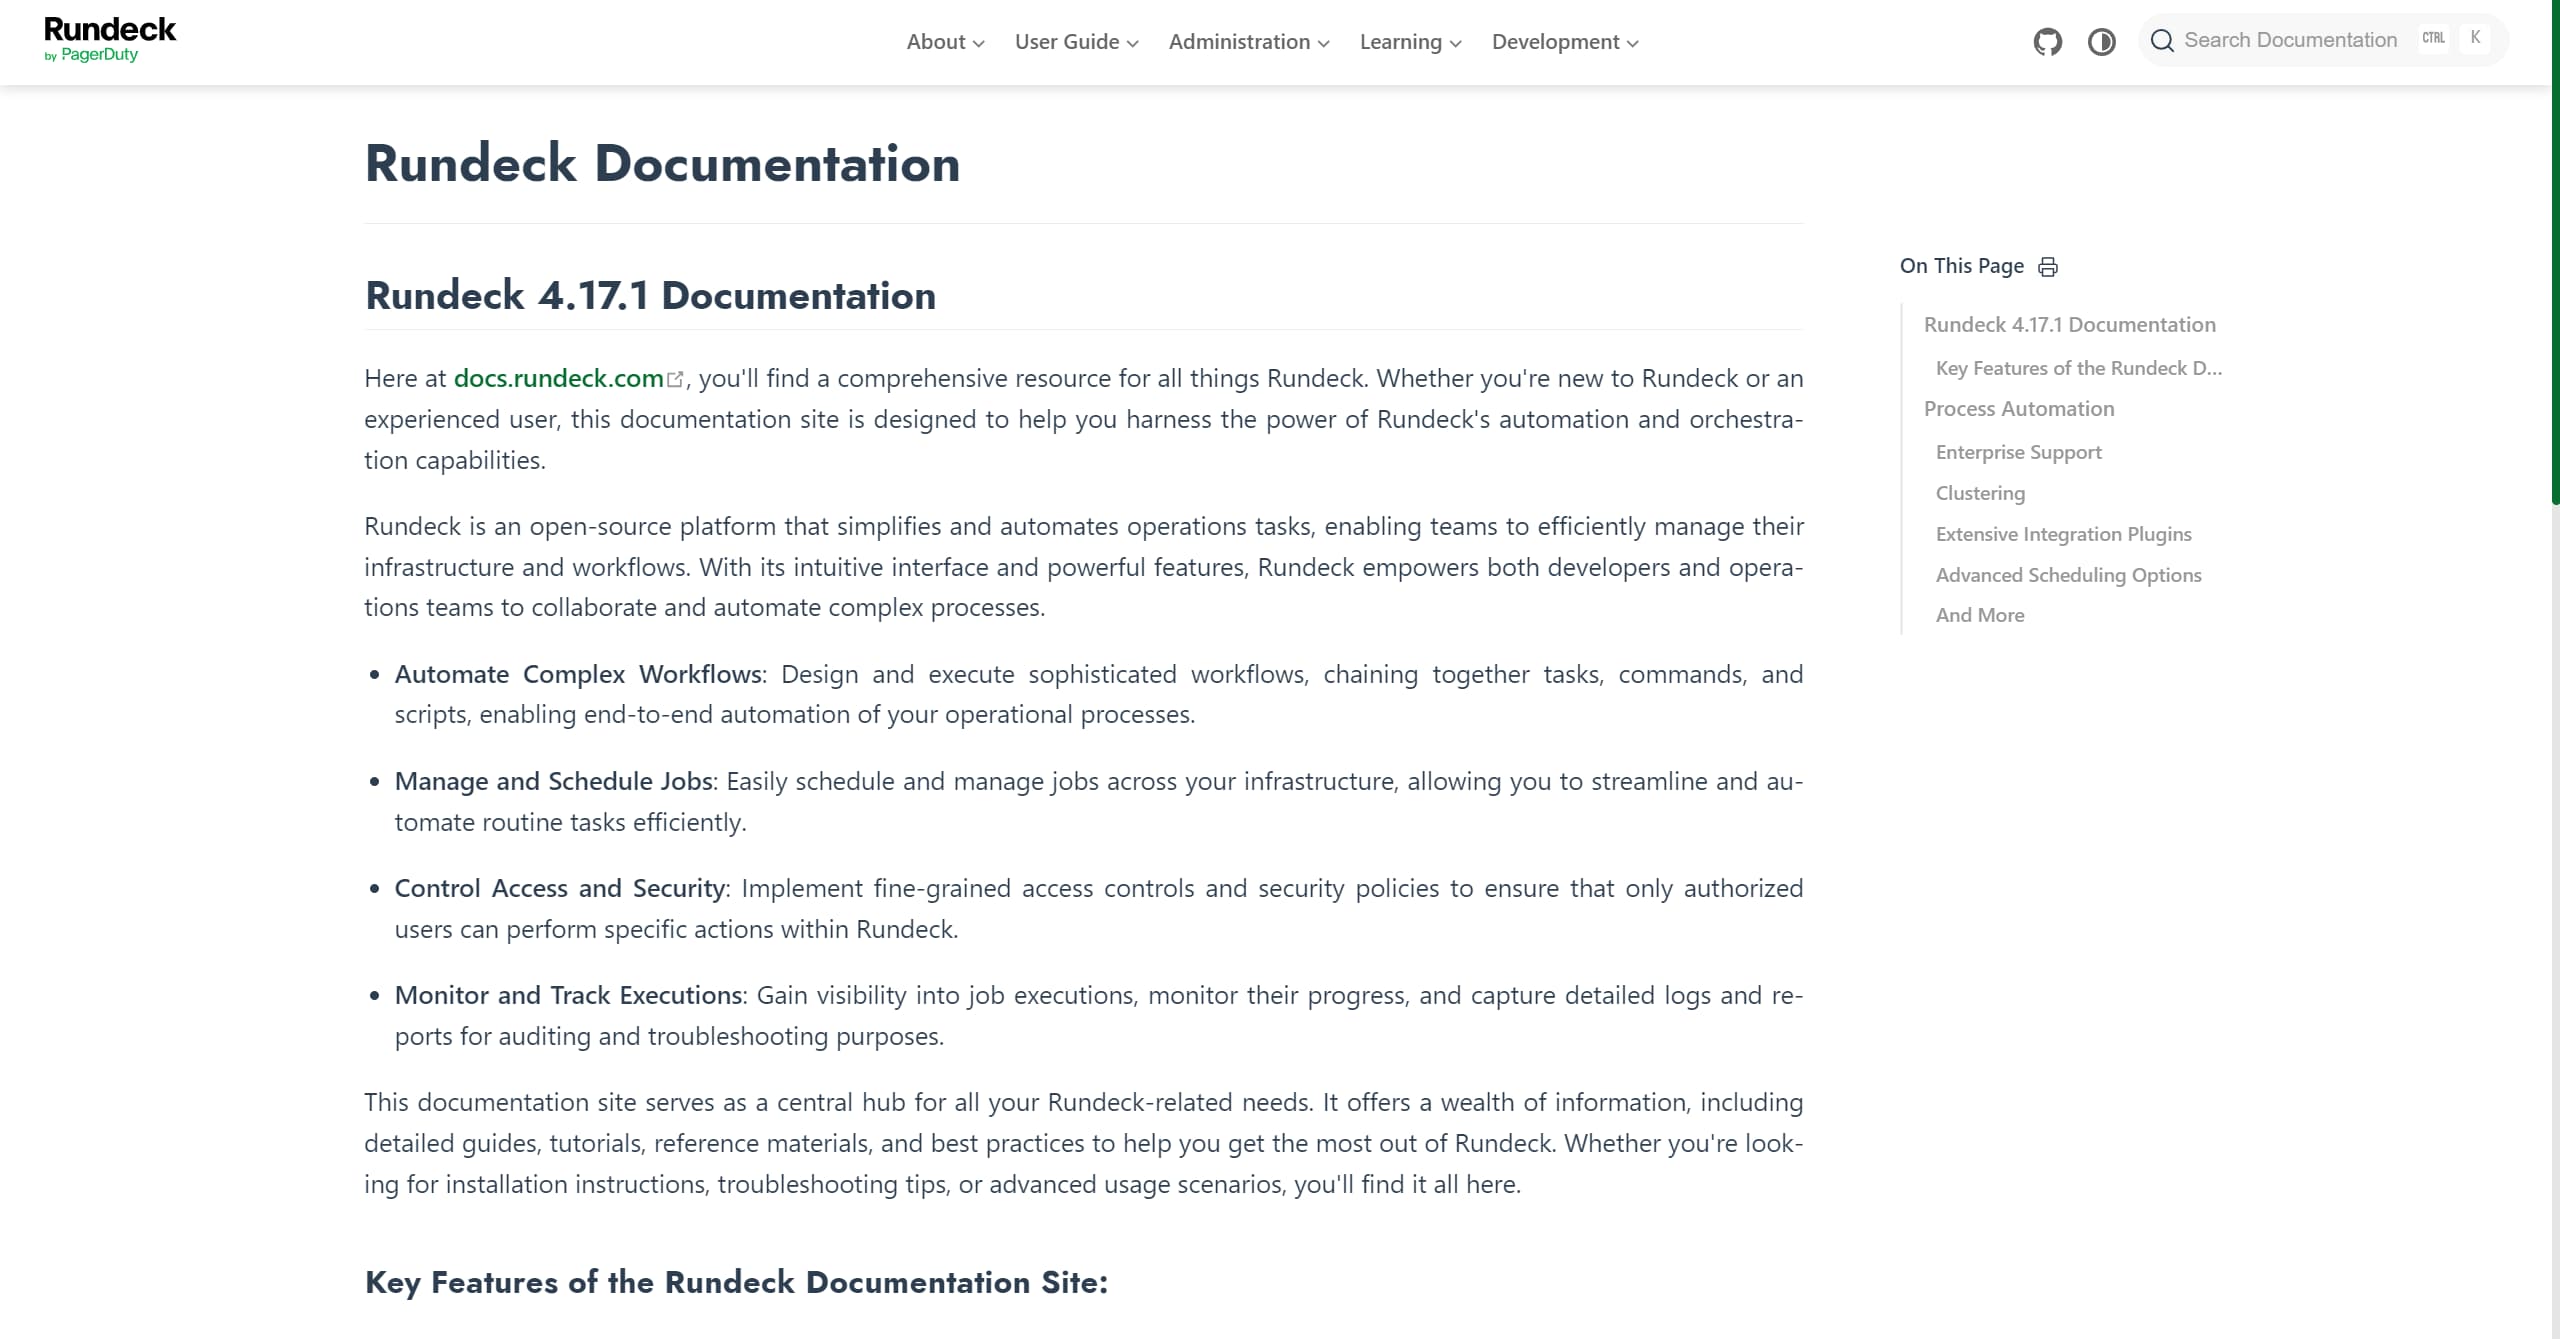 Rundeck
by PagerDuty
About
User Guide
Administration
Learning
Development
Search Documentation
CTRL
K
Rundeck Documentation
Rundeck 4.17.1 Documentation
Here at docs.rundeck.com, you'll find a comprehensive resource for all things Rundeck. Whether you're new to Rundeck or an
experienced user, this documentation site is designed to help you harness the power of Rundeck's automation and orchestra-
tion capabilities.
Rundeck is an open-source platform that simplifies and automates operations tasks, enabling teams to efficiently manage their
infrastructure and workflows. With its intuitive interface and powerful features, Rundeck empowers both developers and opera-
tions teams to collaborate and automate complex processes.
• Automate Complex Workflows: Design and execute sophisticated workflows, chaining together tasks, commands, and
scripts, enabling end-to-end automation of your operational processes.
• Manage and Schedule Jobs: Easily schedule and manage jobs across your infrastructure, allowing you to streamline and au-
tomate routine tasks efficiently.
• Control Access and Security: Implement fine-grained access controls and security policies to ensure that only authorized
users can perform specific actions within Rundeck.
• Monitor and Track Executions: Gain visibility into job executions, monitor their progress, and capture detailed logs and re-
ports for auditing and troubleshooting purposes.
This documentation site serves as a central hub for all your Rundeck-related needs. It offers a wealth of information, including
detailed guides, tutorials, reference materials, and best practices to help you get the most out of Rundeck. Whether you're look-
ing for installation instructions, troubleshooting tips, or advanced usage scenarios, you'll find it all here.
Key Features of the Rundeck Documentation Site:
On This Page
Rundeck 4.17.1 Documentation
Key Features of the Rundeck D...
Process Automation
Enterprise Support
Clustering
Extensive Integration Plugins
Advanced Scheduling Options
And More